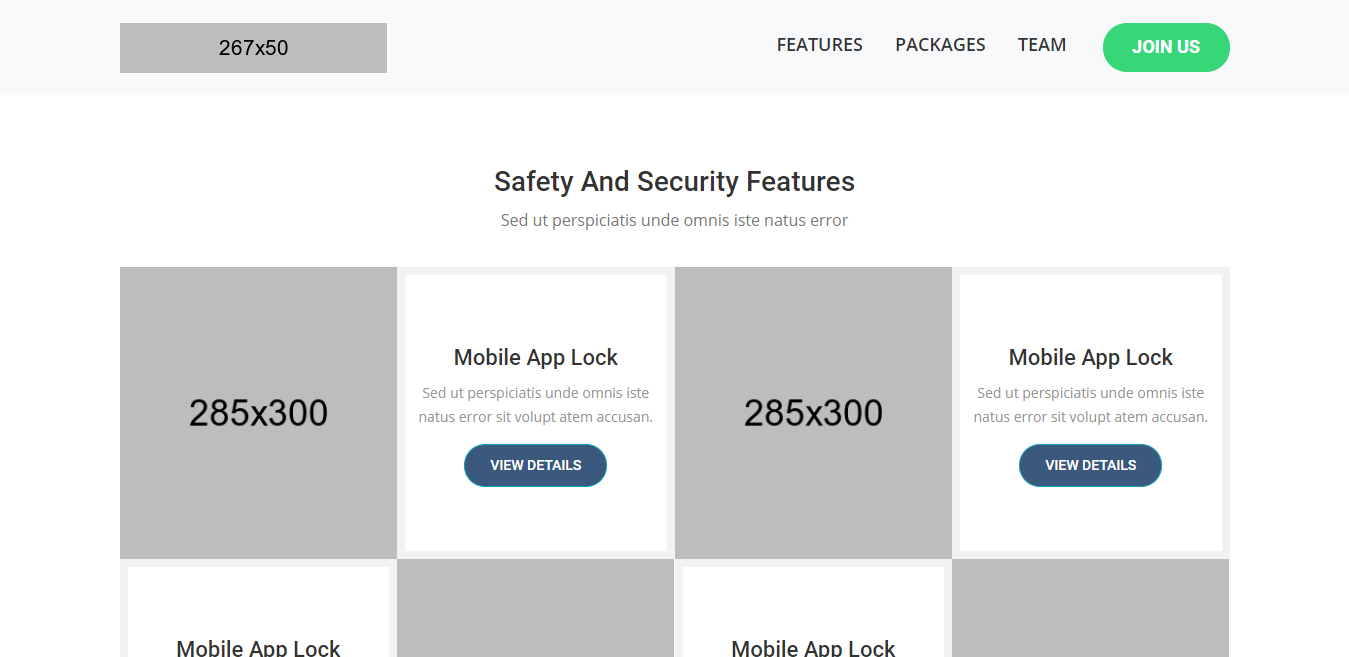 267x50
FEATURES PACKAGES TEAM JOIN US
Safety And Security Features
Sed ut perspiciatis unde omnis iste natus error
285x300
Mobile App Lock
Sed ut perspiciatis unde omnis iste
natus error sit volupt atem accusan.
VIEW DETAILS
285x300
Mobile App Lock
Sed ut perspiciatis unde omnis iste
natus error sit volupt atem accusan.
VIEW DETAILS
Mobile App Lock
Mobile App Lock